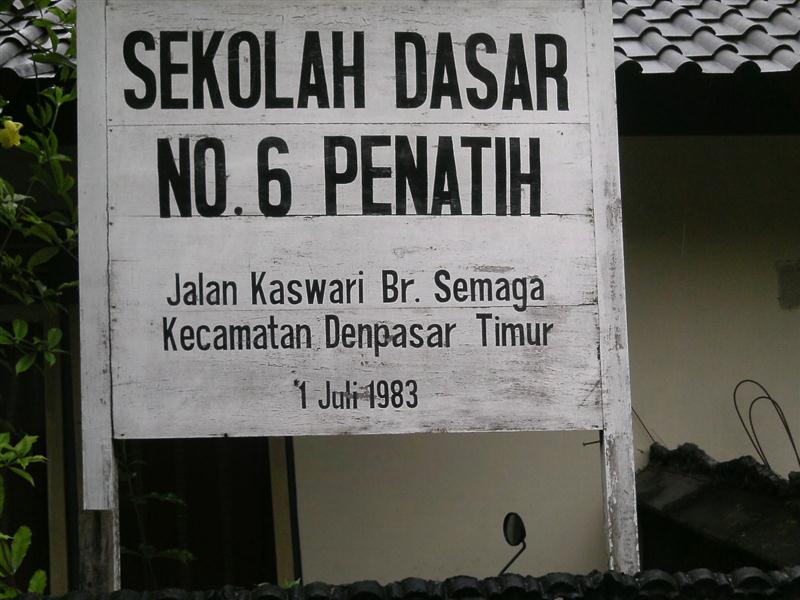 SEKOLAH DASAR
NO. 6 PENATIH
Jalan Kaswari Br. Semaga
Kecamatan Denpasar Timur
1 Juli 1983